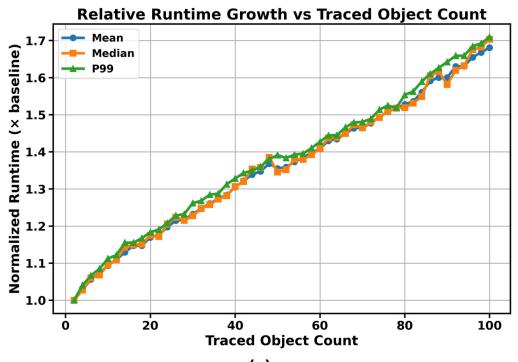 Relative Runtime Growth vs Traced Object Count
Mean
Median
P99
Normalized Runtime (× baseline)
1.7
1.6
1.5
1.4
1.3
1.2
1.1
1.0
0 20 40 60 80 100
Traced Object Count